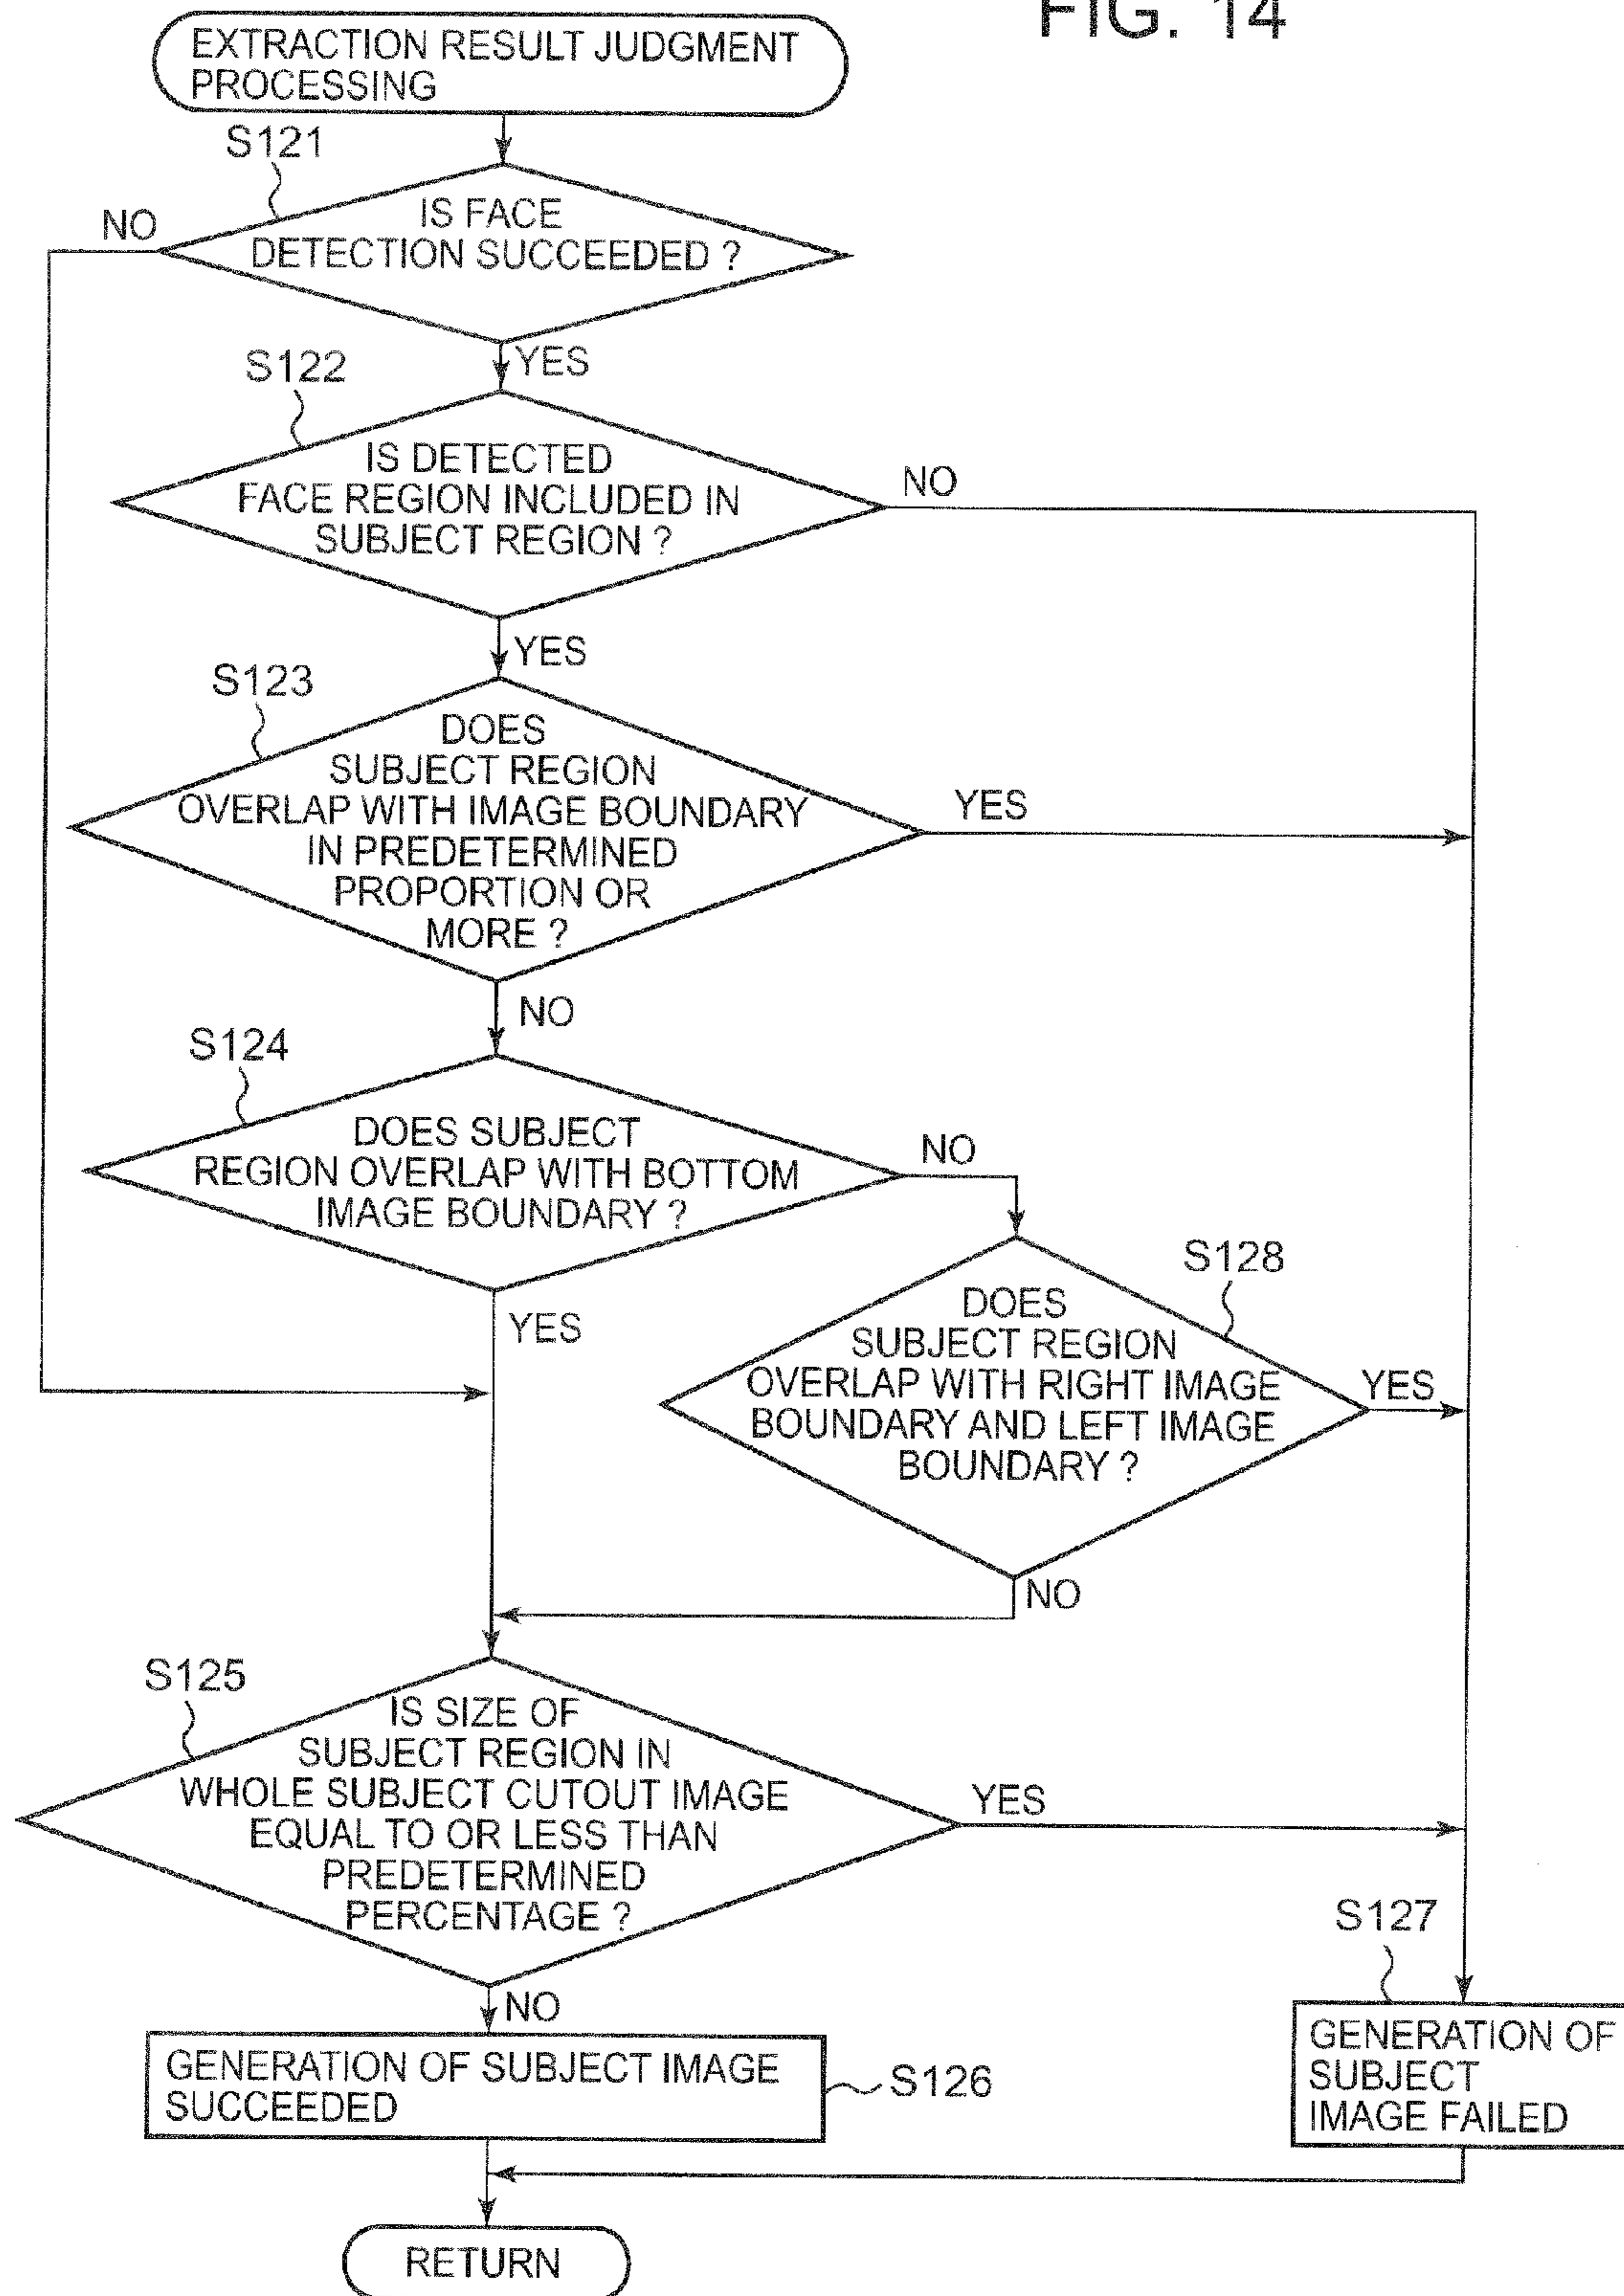 FIG. 14
EXTRACTION RESULT JUDGMENT
PROCESSING
S121
IS FACE
DETECTION SUCCEEDED ?
NO
YES
S122
IS DETECTED
FACE REGION INCLUDED IN
SUBJECT REGION ?
NO
YES
S123
DOES
SUBJECT REGION
OVERLAP WITH IMAGE BOUNDARY
IN PREDETERMINED
PROPORTION OR
MORE ?
YES
NO
S124
DOES SUBJECT
REGION OVERLAP WITH BOTTOM
IMAGE BOUNDARY ?
NO
YES
S128
DOES
SUBJECT REGION
OVERLAP WITH RIGHT IMAGE
BOUNDARY AND LEFT IMAGE
BOUNDARY ?
YES
NO
S125
IS SIZE OF
SUBJECT REGION IN
WHOLE SUBJECT CUTOUT IMAGE
EQUAL TO OR LESS THAN
PREDETERMINED
PERCENTAGE ?
YES
NO
GENERATION OF SUBJECT IMAGE
SUCCEEDED
S126
S127
GENERATION OF
SUBJECT
IMAGE FAILED
RETURN